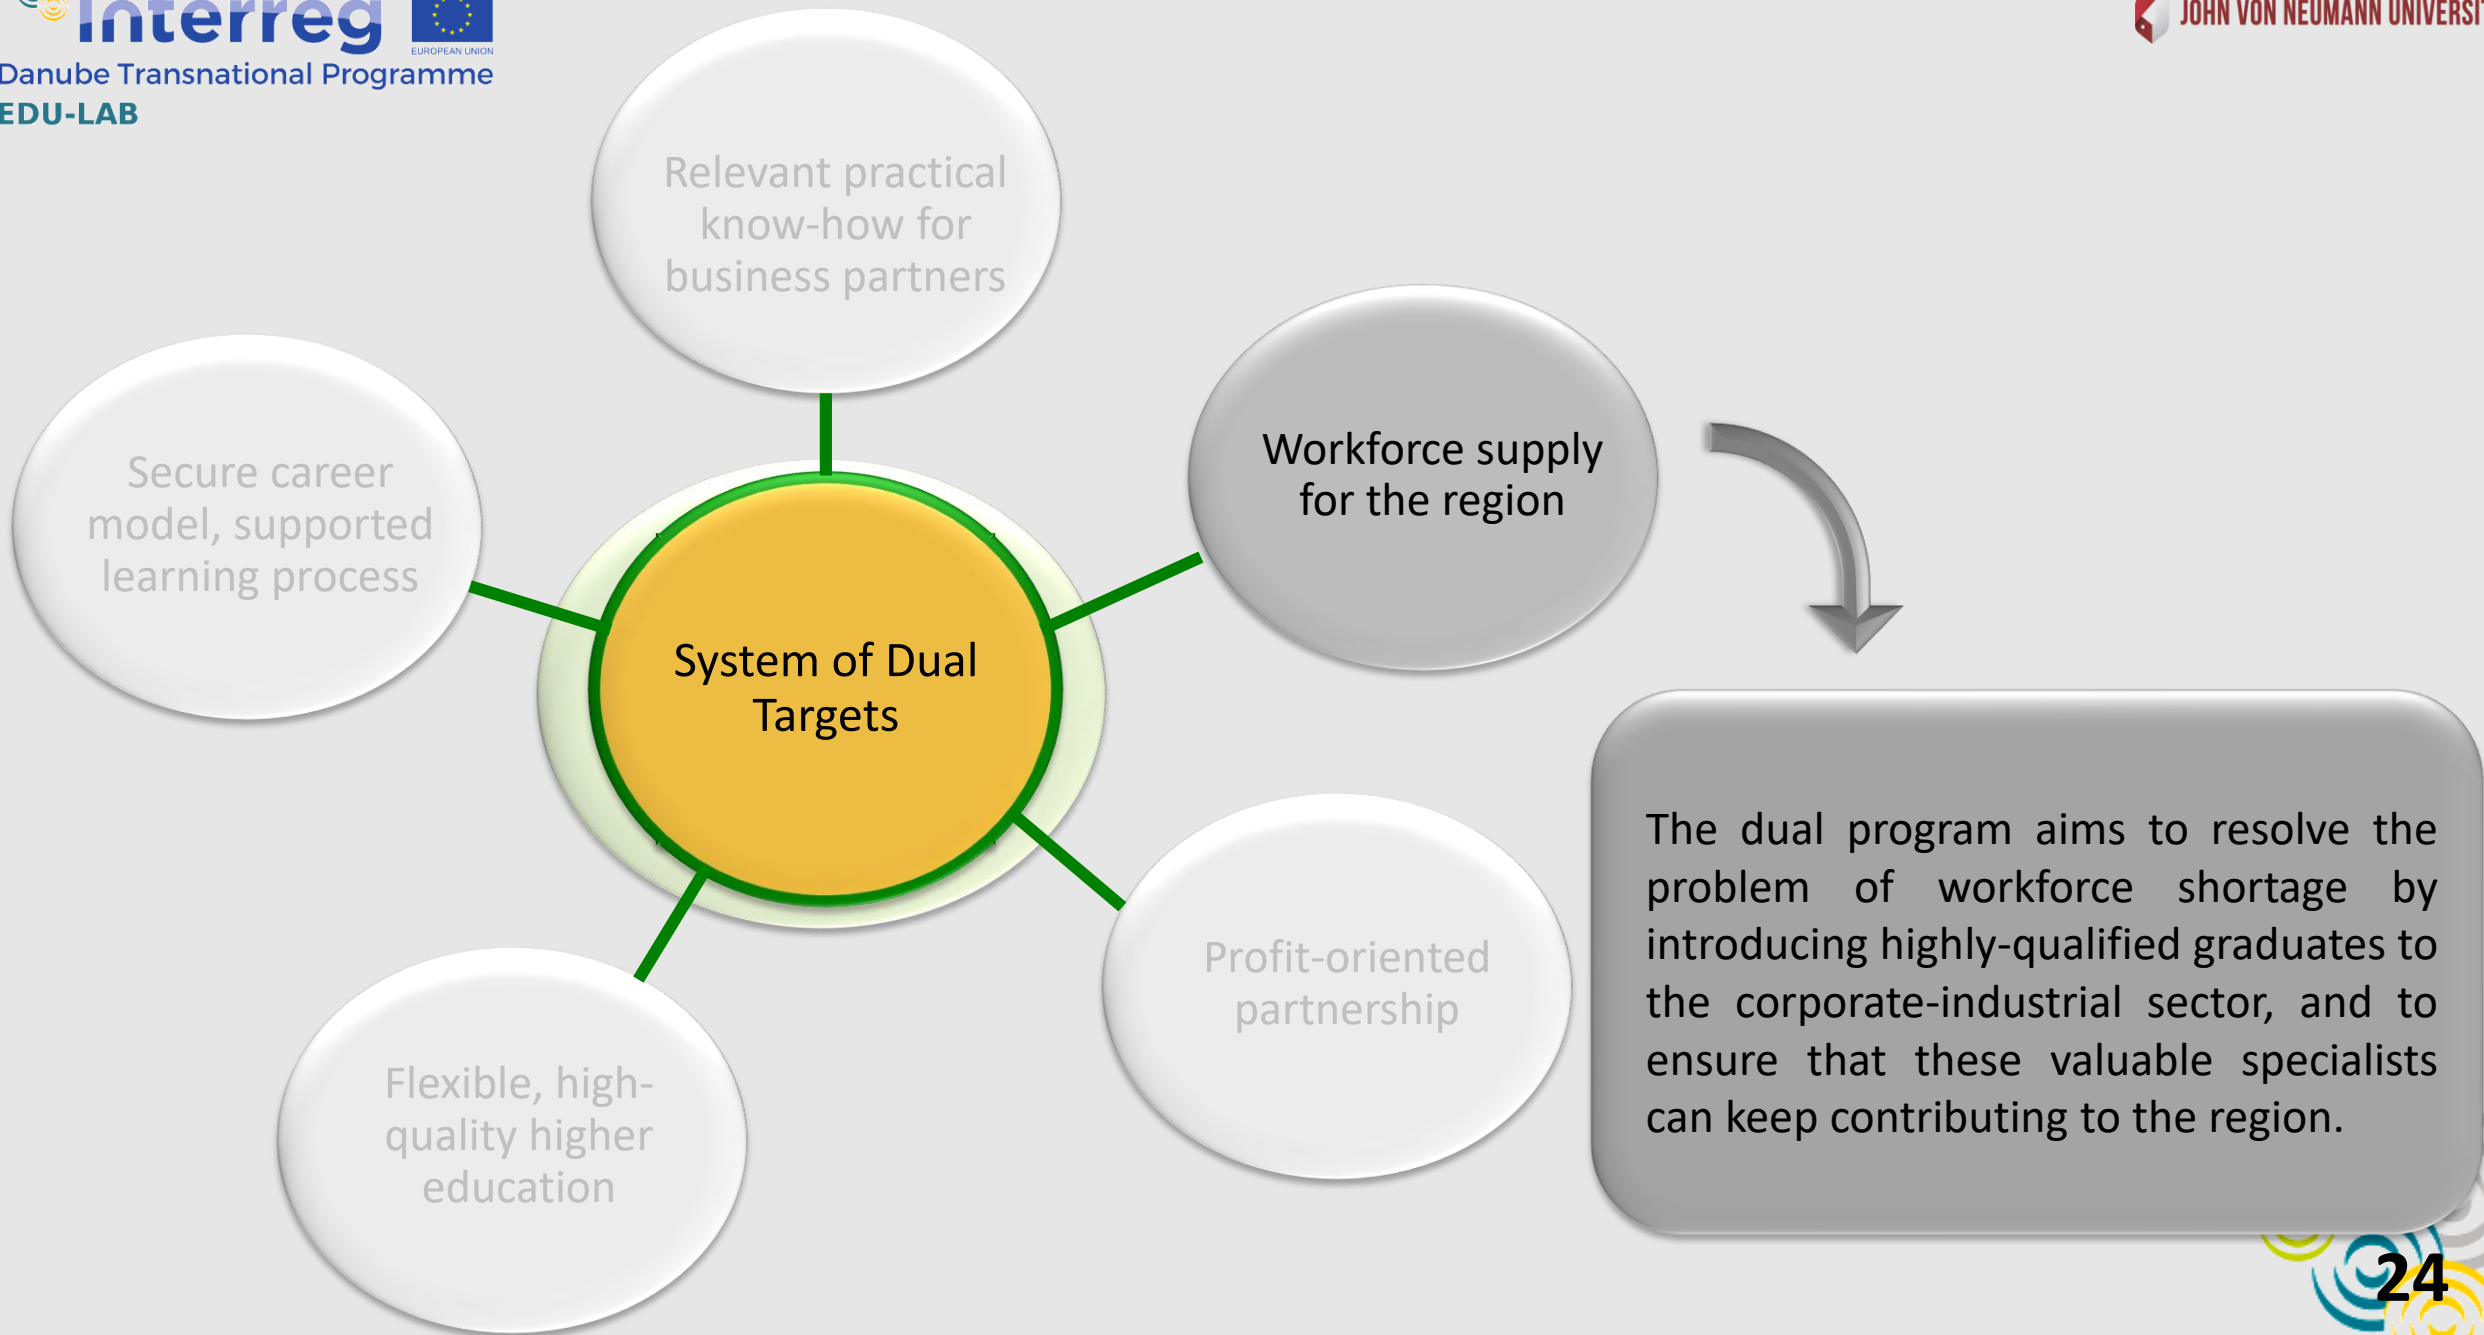 Interreg
EUROPEAN UNION
Danube Transnational Programme
EDU-LAB
JOHN VON NEUMANN
Relevant practical
know-how for
business partners
Workforce supply
for the region
Secure career
model, supported
learning process
System of Dual
Targets
Profit-oriented
partnership
Flexible, high-
quality higher
education
The dual program aims to resolve the
problem of workforce shortage by
introducing highly-qualified graduates to
the corporate-industrial sector, and to
ensure that these valuable specialists
can keep contributing to the region.
24